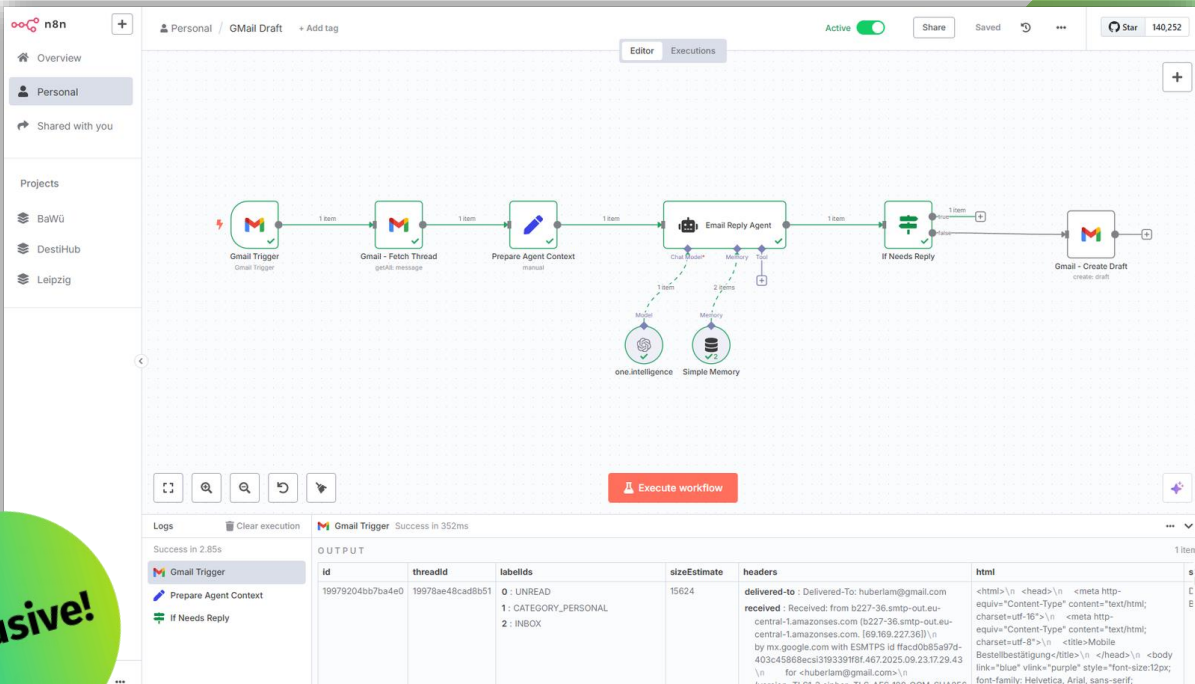 n8n
+
Personal / GMail Draft + Add tag
Active
Share
Saved
Star 140,252
Editor Executions
Overview
Personal
Shared with you
Projects
BaWü
DestiHub
Leipzig
+
1 item
1 item
1 item
1 item
1 item
true
false
Email Reply Agent
Gmail Trigger
Gmail Trigger
Gmail - Fetch Thread
getAll: message
Prepare Agent Context
manual
Chat Model*
Memory
Tool
If Needs Reply
Gmail - Create Draft
create: draft
1 item
2 items
Model
Memory
2
one.intelligence
Simple Memory
Execute workflow
Logs
Clear execution
Gmail Trigger Success in 352ms
Success in 2.85s
OUTPUT
1 item
Gmail Trigger
Prepare Agent Context
If Needs Reply
id threadId labelIds sizeEstimate headers html
19979204bb7ba4e0
19978ae48cad8b51
0 : UNREAD
1 : CATEGORY_PERSONAL
2 : INBOX
15624
delivered-to : Delivered-To: huberlam@gmail.com
received : Received: from b227-36.smtp-out.eu-
central-1.amazonses.com (b227-36.smtp-out.eu-
central-1.amazonses.com. [69.169.227.36])\n
by mx.google.com with ESMTPS id ffacd0b85a97d-
403c45868ecsi3193391f8f.467.2025.09.23.17.29.43
\n for <huberlam@gmail.com>\n
<html>\n <head>\n <meta http-
equiv="Content-Type" content="text/html;
charset=utf-16">\n <meta http-
equiv="Content-Type" content="text/html;
charset=utf-8">\n <title>Mobile
Bestellbestätigung</title>\n </head>\n <body
link="blue" vlink="purple" style="font-size:12px;
font-family: Helvetica, Arial, sans-serif;
usive!